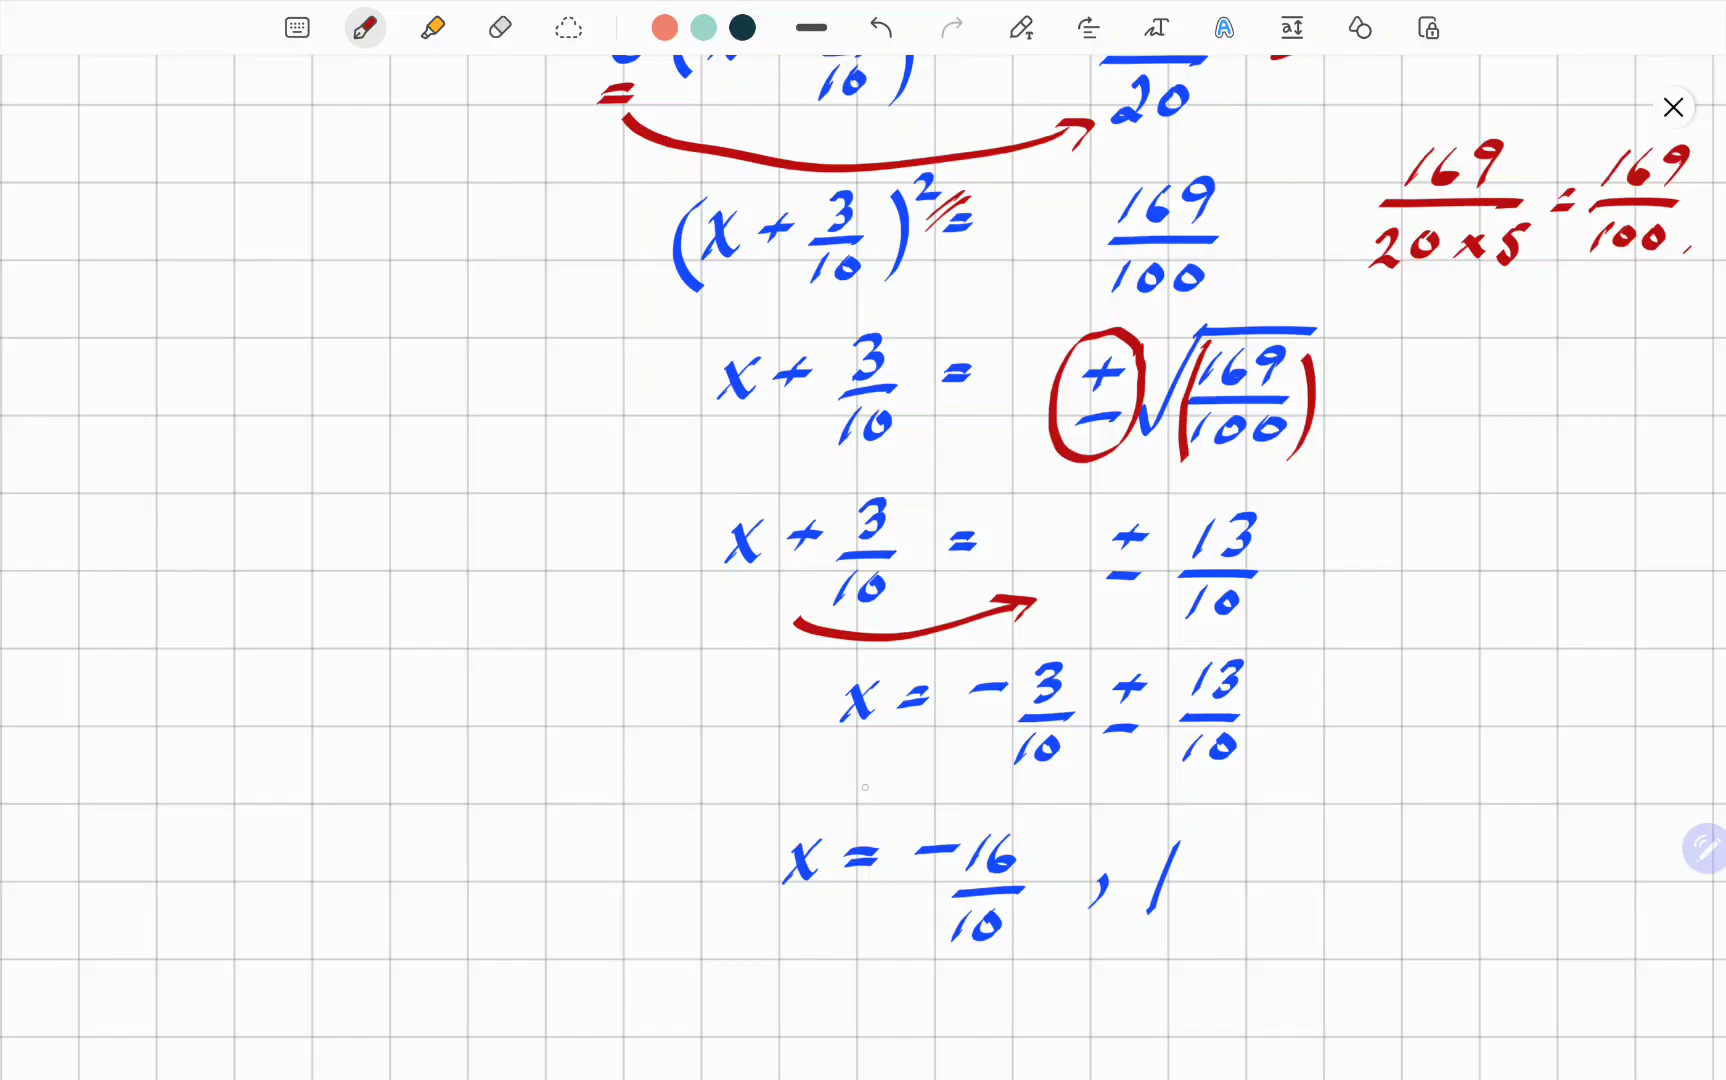 10 20
=
(x + 3/10)² = 169/100
169/20×5 = 169/100.
x + 3/10 = ±√169/100
x + 3/10 = ± 13/10
x = - 3/10 ± 13/10
x = -16/10 , 1